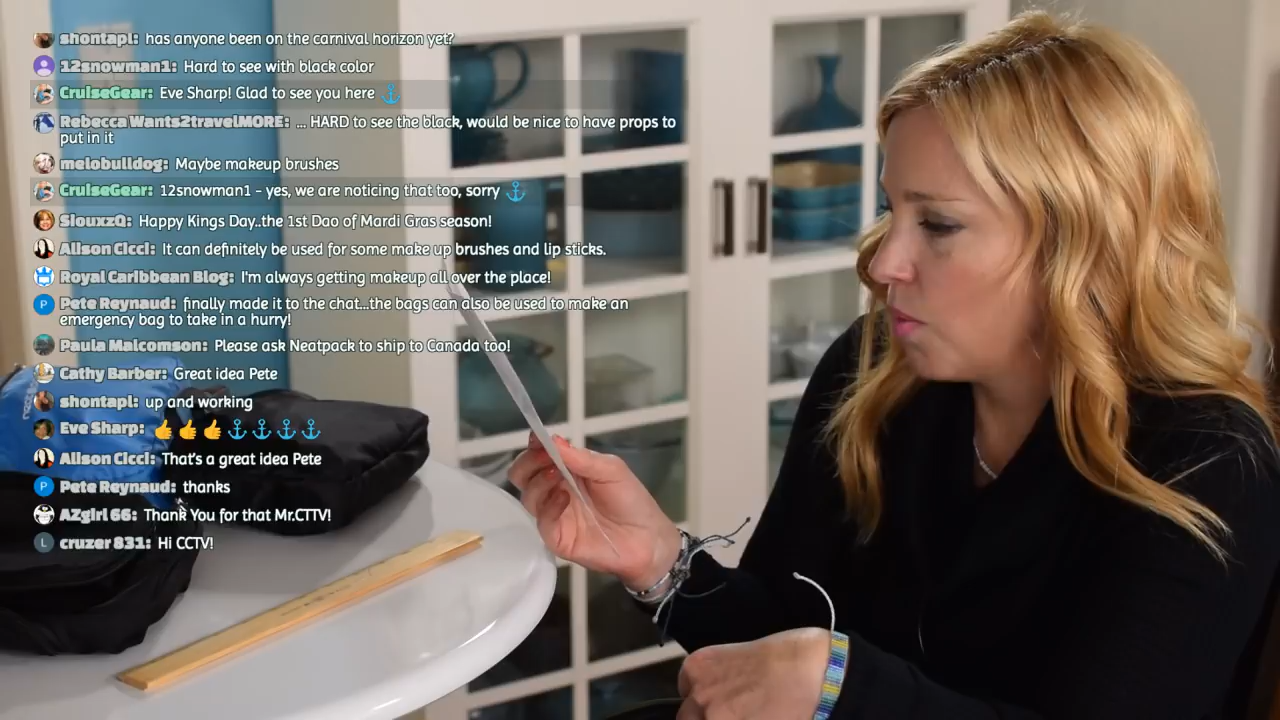 shontapl: has anyone been on the carnival horizon yet?
12snowman1: Hard to see with black color
CruiseGear: Eve Sharp! Glad to see you here ⚓
Rebecca Wants2travelMORE: ... HARD to see the black, would be nice to have props to
put in it
melobulldog: Maybe makeup brushes
CruiseGear: 12snowman1 - yes, we are noticing that too, sorry ⚓
SiouxzQ: Happy Kings Day..the 1st Dao of Mardi Gras season!
Alison Cicci: It can definitely be used for some make up brushes and lip sticks.
Royal Caribbean Blog: I'm always getting makeup all over the place!
Pete Reynaud: finally made it to the chat...the bags can also be used to make an
emergency bag to take in a hurry!
Paula Malcomson: Please ask Neatpack to ship to Canada too!
Cathy Barber: Great idea Pete
shontapl: up and working
Eve Sharp: 👍👍👍⚓⚓⚓⚓
Alison Cicci: That's a great idea Pete
Pete Reynaud: thanks
AZgirl 66: Thank You for that Mr.CTTV!
cruzer 831: Hi CCTV!